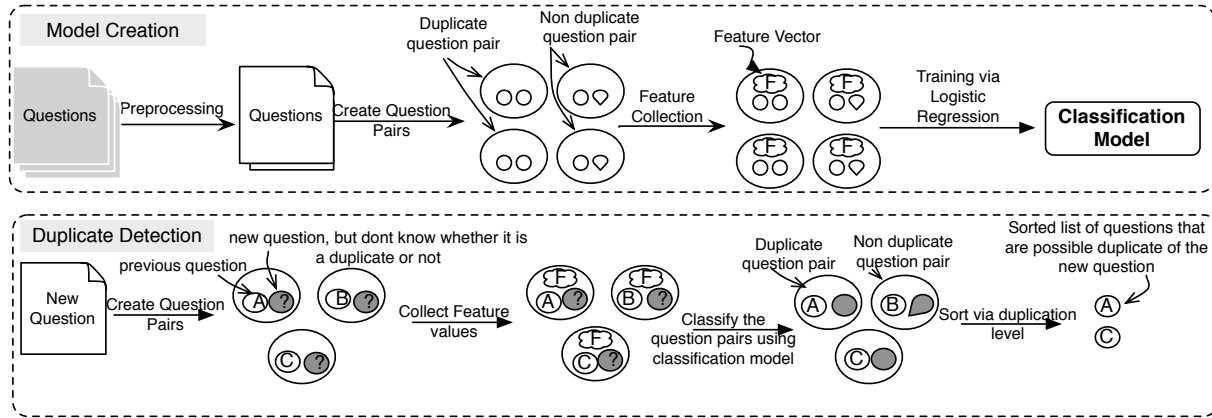 Model Creation
Questions
Preprocessing
Questions
Create Question
Pairs
Duplicate
question pair
Non duplicate
question pair
Feature
Collection
Feature Vector
F
F
F
F
Training via
Logistic
Regression
Classification
Model
Duplicate Detection
New
Question
previous question
new question, but dont know whether it is
a duplicate or not
Create Question
Pairs
A ?
B ?
C ?
Collect Feature
values
F
A ?
F
B ?
F
C ?
Classify the
question pairs using
classification model
Duplicate
question pair
Non duplicate
question pair
A
B
C
Sort via duplication
level
Sorted list of questions that
are possible duplicate of the
new question
A
C